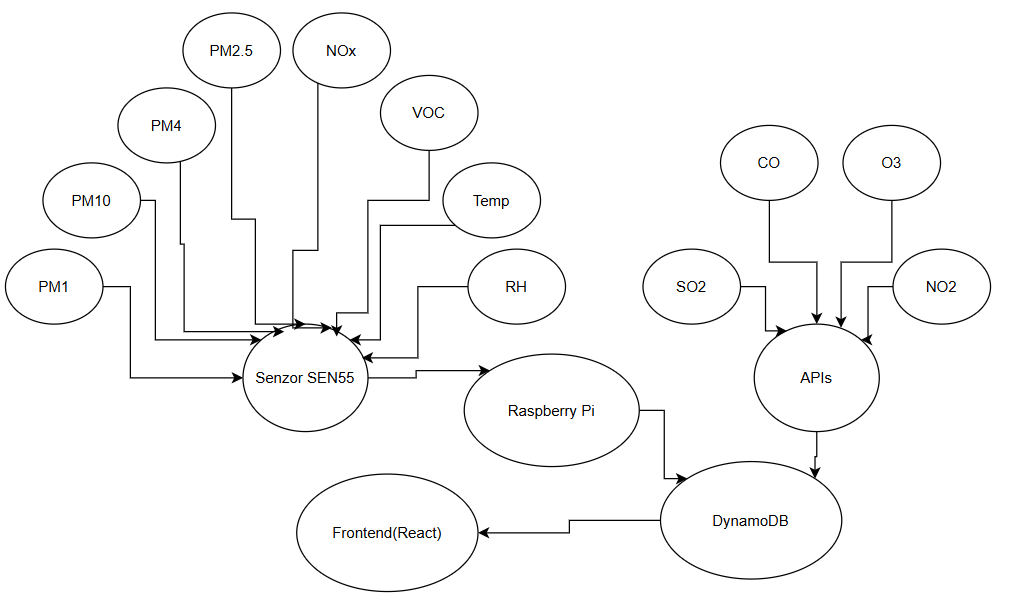 PM2.5
NOx
VOC
PM4
CO
O3
PM10
Temp
PM1
RH
SO2
NO2
Senzor SEN55
APIs
Raspberry Pi
DynamoDB
Frontend(React)